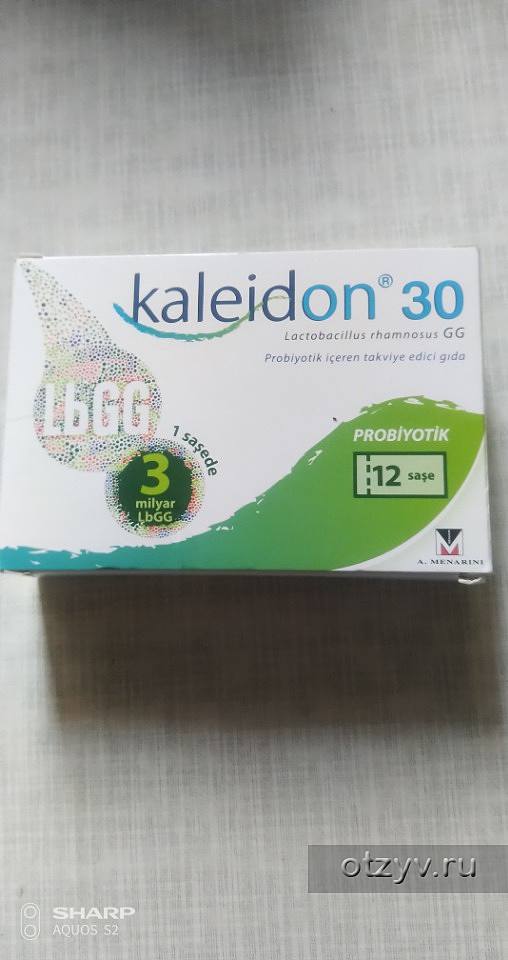 kaleidon® 30
Lactobacillus rhamnosus GG
Probiyotik içeren takviye edici gıda
LbGG
1 saşede
3
milyar
LbGG
PROBİYOTİK
12 saşe
A. MENARINI
otzyv.ru
SHARP
AQUOS S2